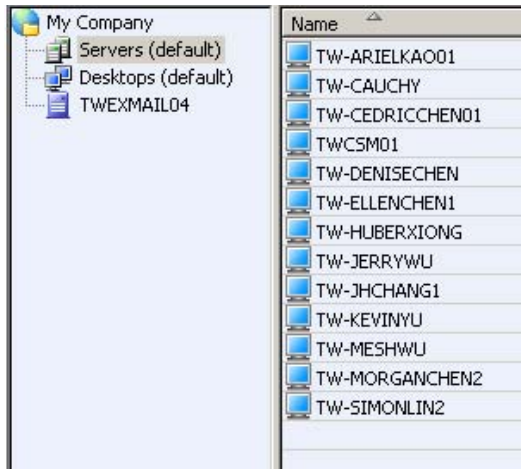 My Company
Servers (default)
Desktops (default)
TWEXMAIL04
Name
TW-ARIELKAO01
TW-CAUCHY
TW-CEDRICCHEN01
TWCSM01
TW-DENISECHEN
TW-ELLENCHEN1
TW-HUBERXIONG
TW-JERRYWU
TW-JHCHANG1
TW-KEVINYU
TW-MESHWU
TW-MORGANCHEN2
TW-SIMONLIN2